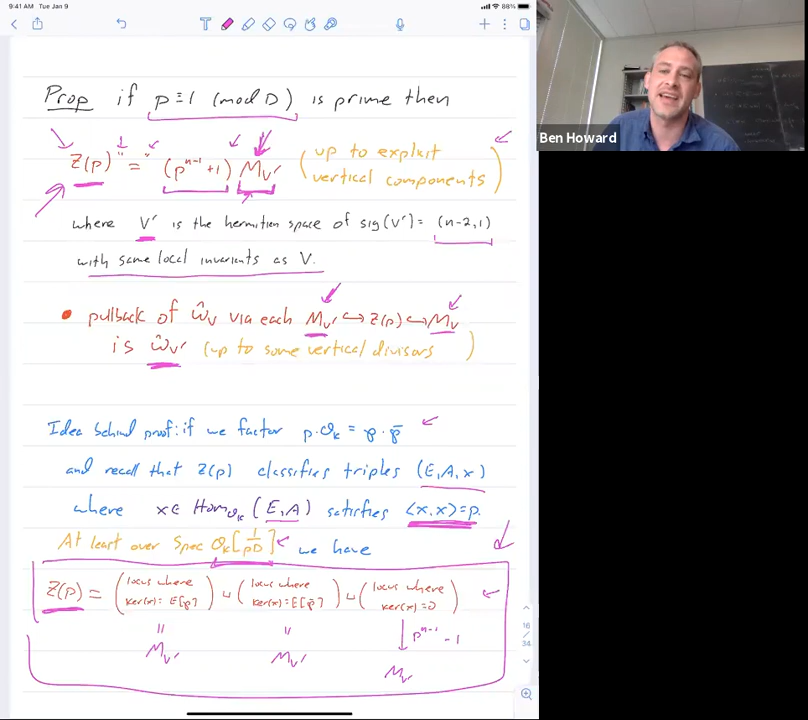 9:41 AM Tue Jan 9
88%
Prop if p ≡ 1 (mod D) is prime then
Z(p) "=" (p^{n-1}+1) M_{V'} (up to explicit vertical components)
where V' is the hermitian space of sig(V') = (n-2,1)
with same local invariants as V.
• pullback of ω̂_V via each M_{V'} ↪ Z(p) ↪ M_V
is ω̂_{V'} (up to some vertical divisors)
Idea behind proof: if we factor p·O_k = 𝔭·𝔭̄
and recall that Z(p) classifies triples (E,A,x)
where x ∈ Hom_{O_k}(E,A) satisfies <x,x> = p.
At least over Spec O_k[1/pD] we have
Z(p) = (locus where ker(x) = E[𝔭]) ⊔ (locus where ker(x) = E[𝔭̄]) ⊔ (locus where ker(x) = 0)
= = ↓ p^{n-1} - 1
M_{V'} M_{V'} M_{V'}
Ben Howard
16
/
34